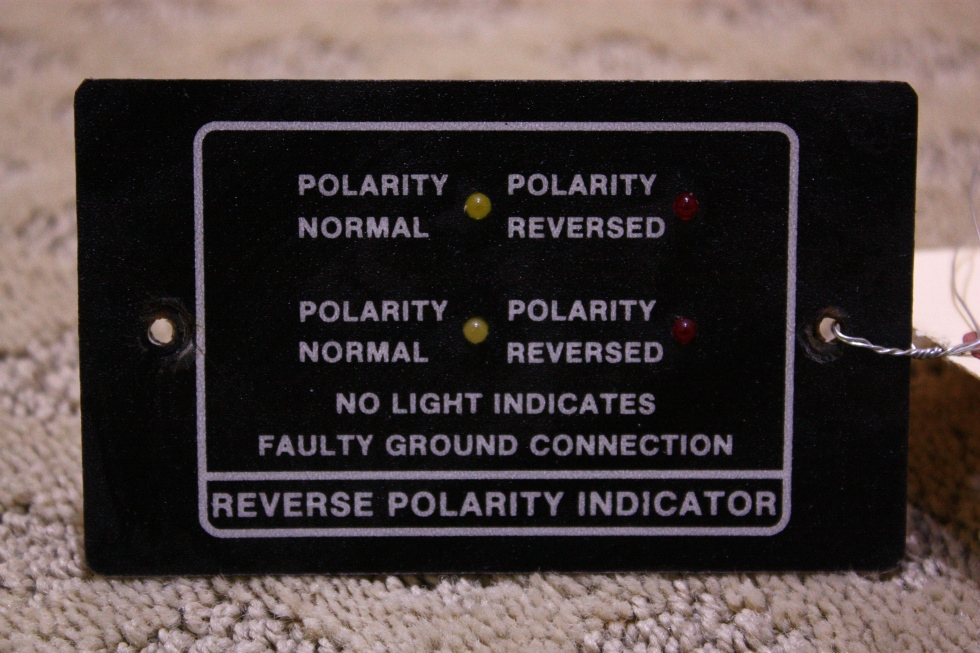 POLARITY POLARITY
NORMAL REVERSED
POLARITY POLARITY
NORMAL REVERSED
NO LIGHT INDICATES
FAULTY GROUND CONNECTION
REVERSE POLARITY INDICATOR